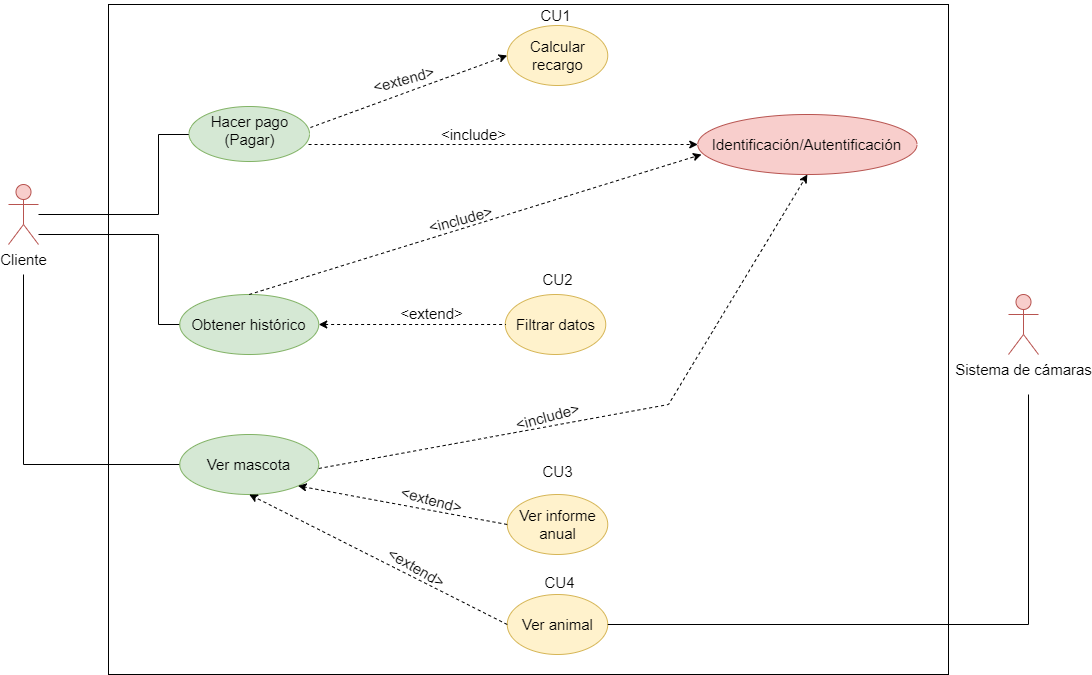 CU1
Calcular
recargo
<extend>
Hacer pago
(Pagar)
<include>
Identificación/Autentificación
Cliente
<include>
CU2
Obtener histórico
<extend>
Filtrar datos
Sistema de cámaras
<include>
Ver mascota
CU3
<extend>
Ver informe
anual
<extend>
CU4
Ver animal